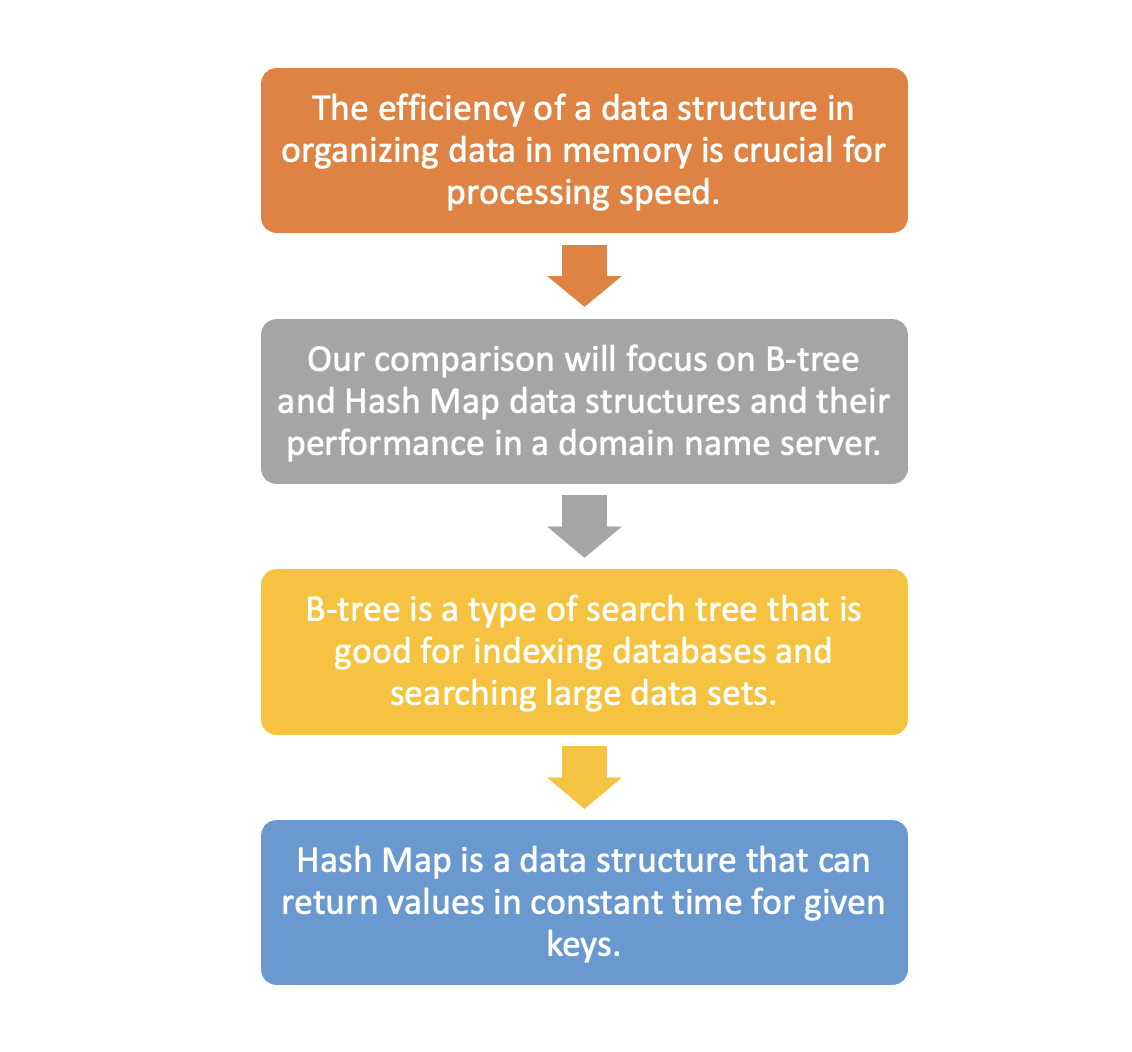 The efficiency of a data structure in
organizing data in memory is crucial for
processing speed.
Our comparison will focus on B-tree
and Hash Map data structures and their
performance in a domain name server.
B-tree is a type of search tree that is
good for indexing databases and
searching large data sets.
Hash Map is a data structure that can
return values in constant time for given
keys.